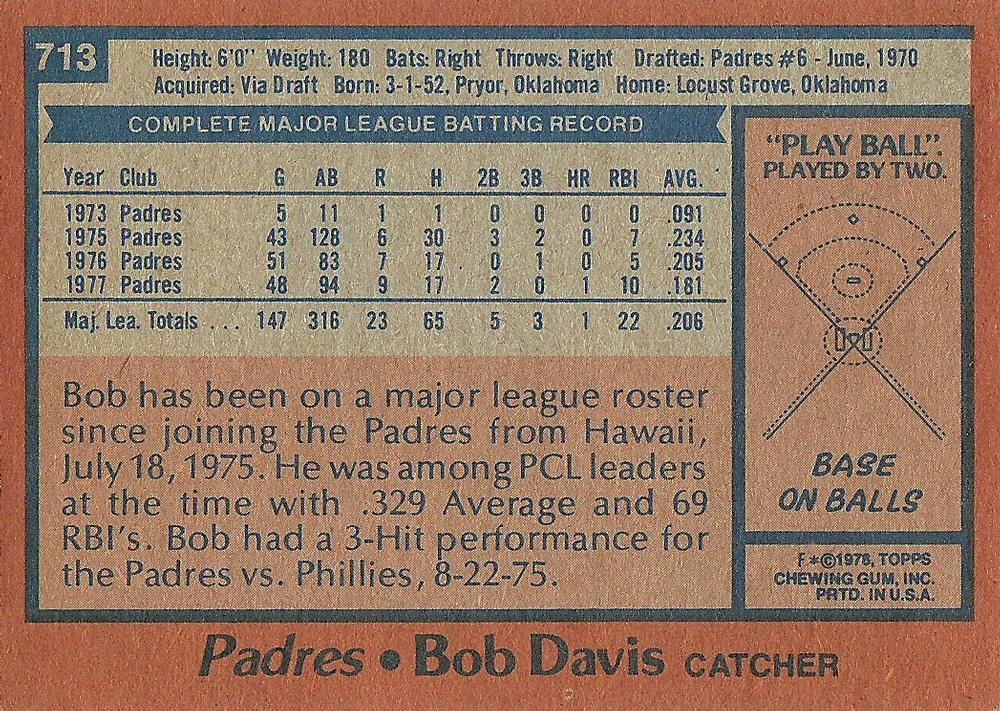 713
Height: 6'0" Weight: 180 Bats: Right Throws: Right Drafted: Padres #6 - June, 1970
Acquired: Via Draft Born: 3-1-52, Pryor, Oklahoma Home: Locust Grove, Oklahoma
COMPLETE MAJOR LEAGUE BATTING RECORD
Year Club G AB R H 2B 3B HR RBI AVG.
1973 Padres 5 11 1 1 0 0 0 0 .091
1975 Padres 43 128 6 30 3 2 0 7 .234
1976 Padres 51 83 7 17 0 1 0 5 .205
1977 Padres 48 94 9 17 2 0 1 10 .181
Maj. Lea. Totals ... 147 316 23 65 5 3 1 22 .206
Bob has been on a major league roster
since joining the Padres from Hawaii,
July 18, 1975. He was among PCL leaders
at the time with .329 Average and 69
RBI's. Bob had a 3-Hit performance for
the Padres vs. Phillies, 8-22-75.
"PLAY BALL".
PLAYED BY TWO.
BASE
ON BALLS
F *©1978, TOPPS
CHEWING GUM, INC.
PRTD. IN U.S.A.
Padres • Bob Davis CATCHER